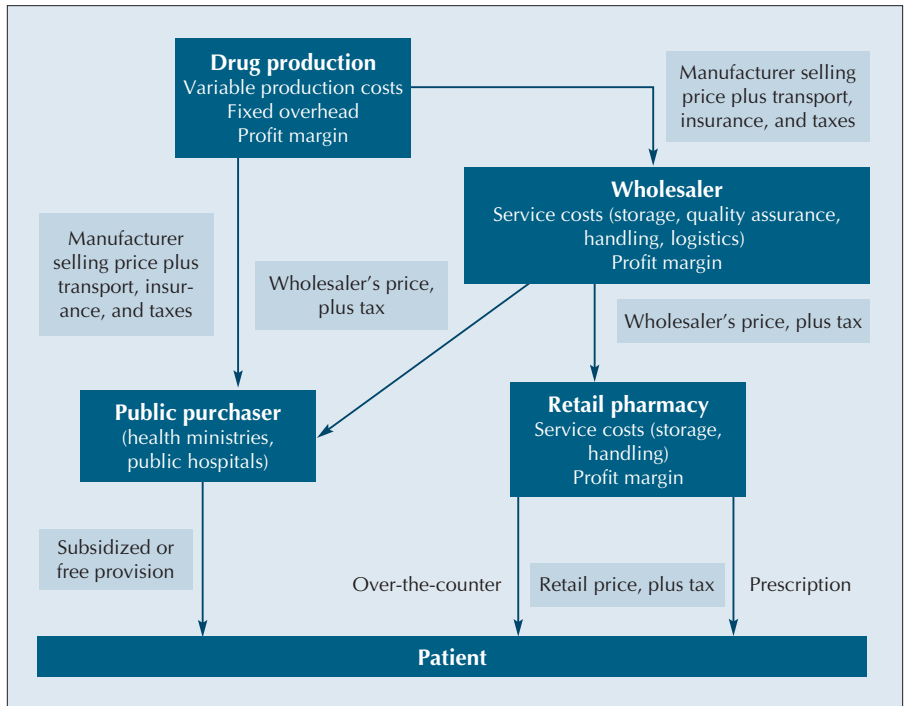 Drug production
Variable production costs
Fixed overhead
Profit margin
Manufacturer selling
price plus transport,
insurance, and taxes
Wholesaler
Service costs (storage, quality assurance,
handling, logistics)
Profit margin
Manufacturer
selling price plus
transport, insur-
ance, and taxes
Wholesaler's price,
plus tax
Wholesaler's price, plus tax
Public purchaser
(health ministries,
public hospitals)
Retail pharmacy
Service costs (storage,
handling)
Profit margin
Subsidized or
free provision
Over-the-counter
Retail price, plus tax
Prescription
Patient